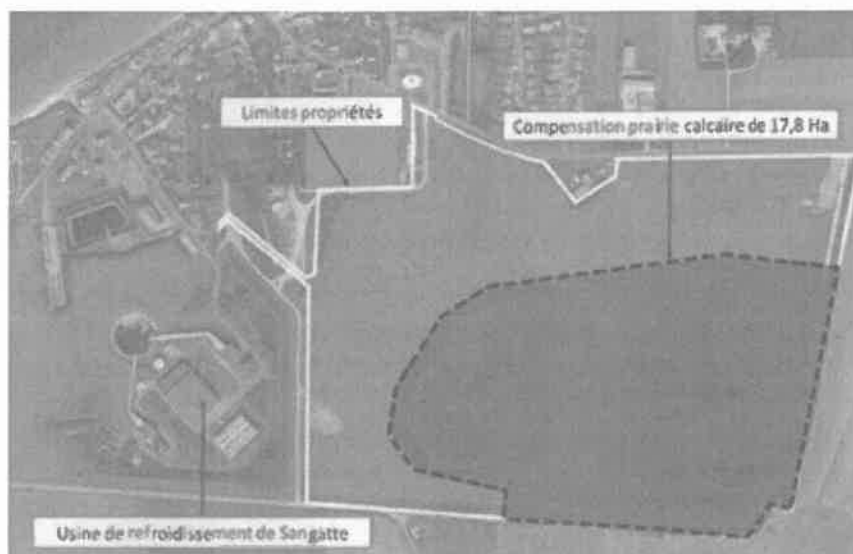 Limites propriétés
Compensation prairie calcaire de 17,8 Ha
Usine de refroidissement de Sangatte